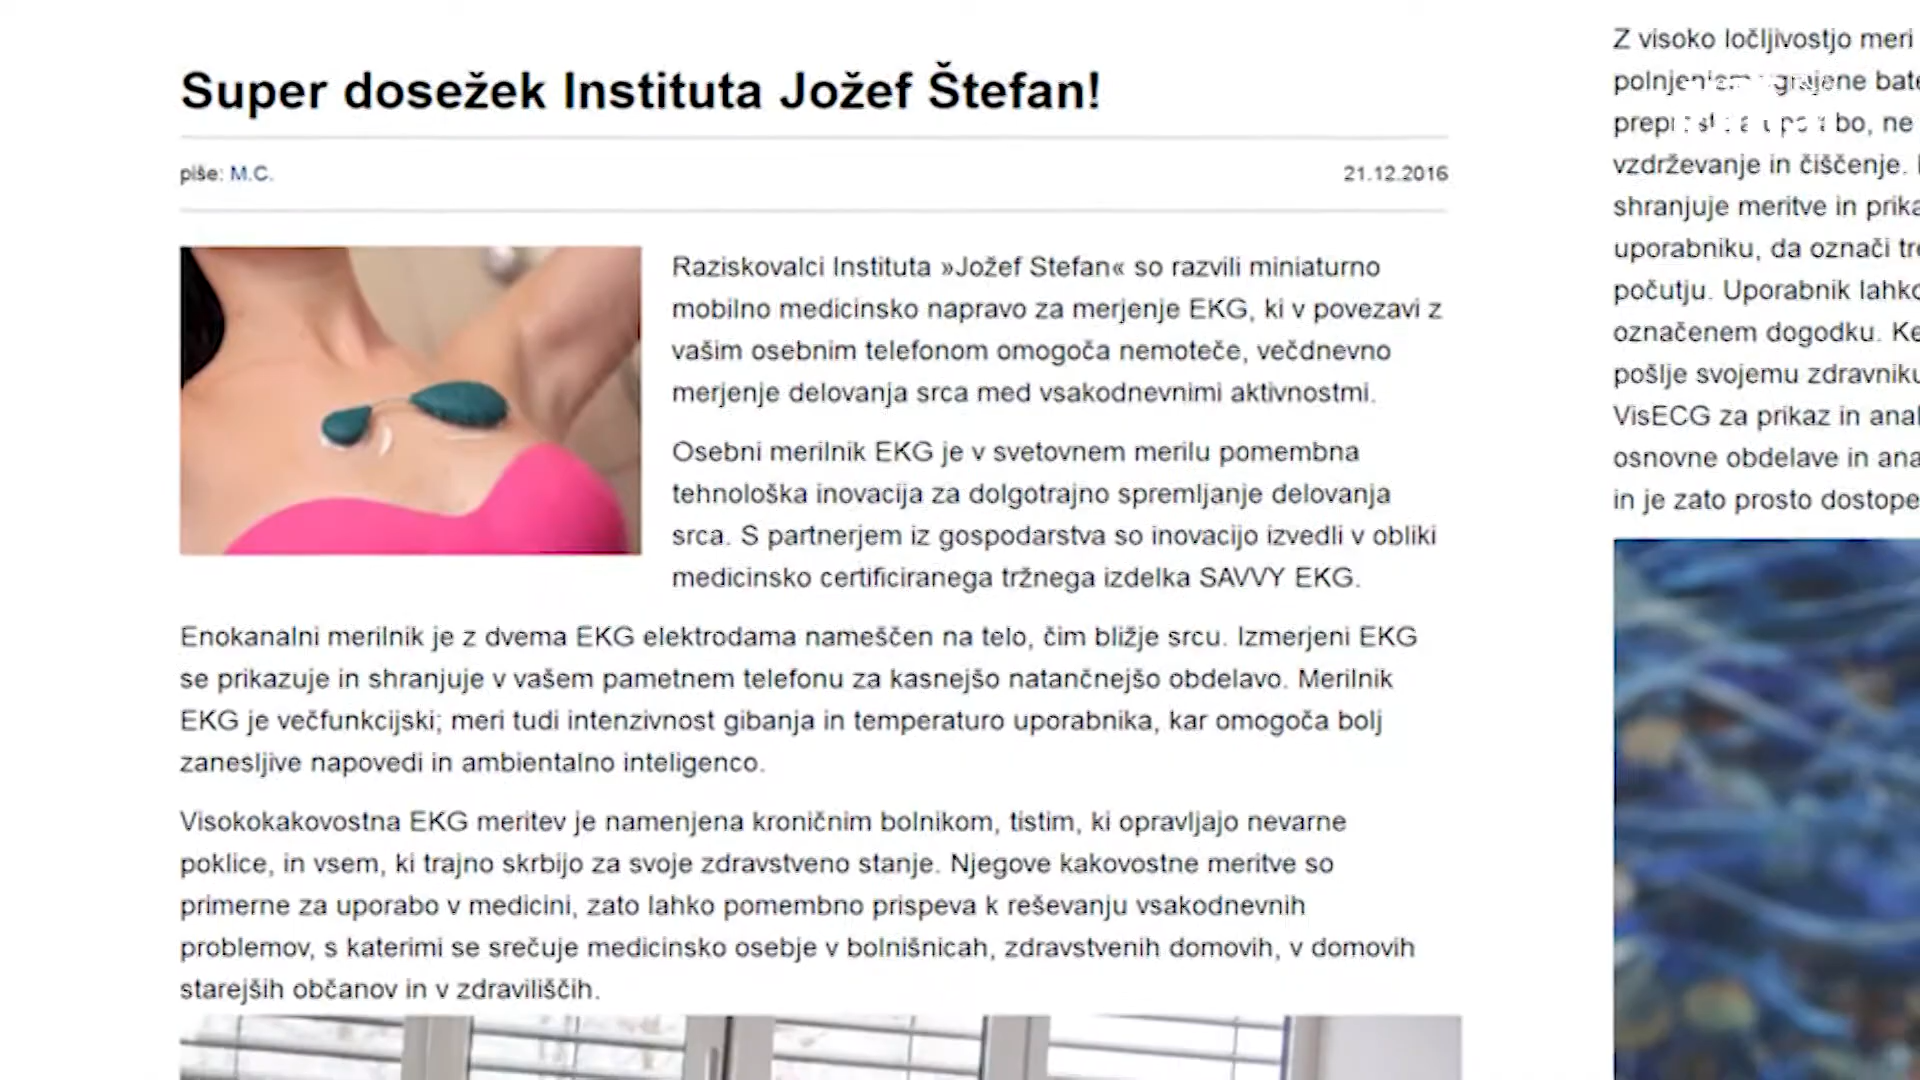 Super dosežek Instituta Jožef Štefan!
piše: M.C.
21.12.2016
Raziskovalci Instituta »Jožef Stefan« so razvili miniaturno
mobilno medicinsko napravo za merjenje EKG, ki v povezavi z
vašim osebnim telefonom omogoča nemoteče, večdnevno
merjenje delovanja srca med vsakodnevnimi aktivnostmi.
Osebni merilnik EKG je v svetovnem merilu pomembna
tehnološka inovacija za dolgotrajno spremljanje delovanja
srca. S partnerjem iz gospodarstva so inovacijo izvedli v obliki
medicinsko certificiranega tržnega izdelka SAVVY EKG.
Enokanalni merilnik je z dvema EKG elektrodama nameščen na telo, čim bližje srcu. Izmerjeni EKG
se prikazuje in shranjuje v vašem pametnem telefonu za kasnejšo natančnejšo obdelavo. Merilnik
EKG je večfunkcijski; meri tudi intenzivnost gibanja in temperaturo uporabnika, kar omogoča bolj
zanesljive napovedi in ambientalno inteligenco.
Visokokakovostna EKG meritev je namenjena kroničnim bolnikom, tistim, ki opravljajo nevarne
poklice, in vsem, ki trajno skrbijo za svoje zdravstveno stanje. Njegove kakovostne meritve so
primerne za uporabo v medicini, zato lahko pomembno prispeva k reševanju vsakodnevnih
problemov, s katerimi se srečuje medicinsko osebje v bolnišnicah, zdravstvenih domovih, v domovih
starejših občanov in v zdraviliščih.
Z visoko ločljivostjo meri
bo, ne
vzdrževanje in čiščenje.
shranjuje meritve in
uporabniku, da označi
počutju. Uporabnik
označenem dogodku.
pošlje svojemu
VisECG za prikaz in
osnovne obdelave in
in je zato prosto